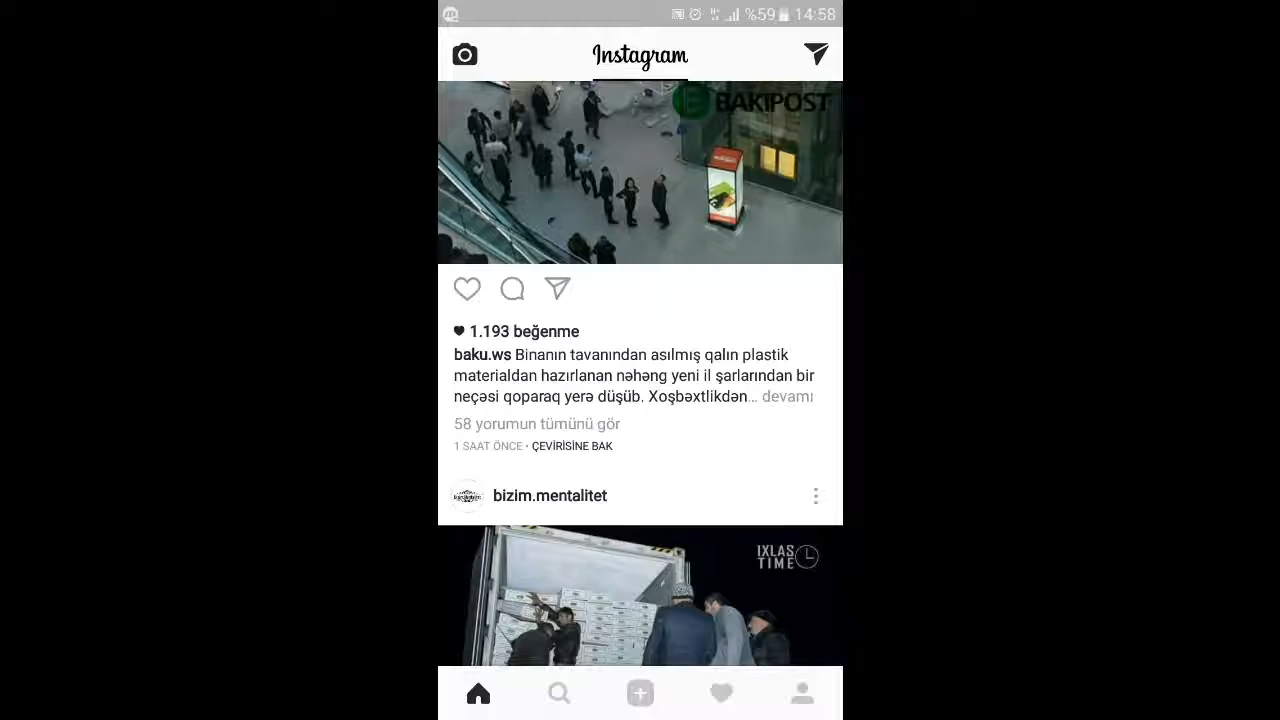 %59 14:58
Instagram
BAKIPOST
1.193 beğenme
baku.ws Binanın tavanından asılmış qalın plastik
materialdan hazırlanan nəhəng yeni il şarlarından bir
neçəsi qoparaq yerə düşüb. Xoşbəxtlikdən… devamı
58 yorumun tümünü gör
1 SAAT ÖNCE • ÇEVİRİSİNE BAK
bizim.mentalitet
IXLAS
TIME